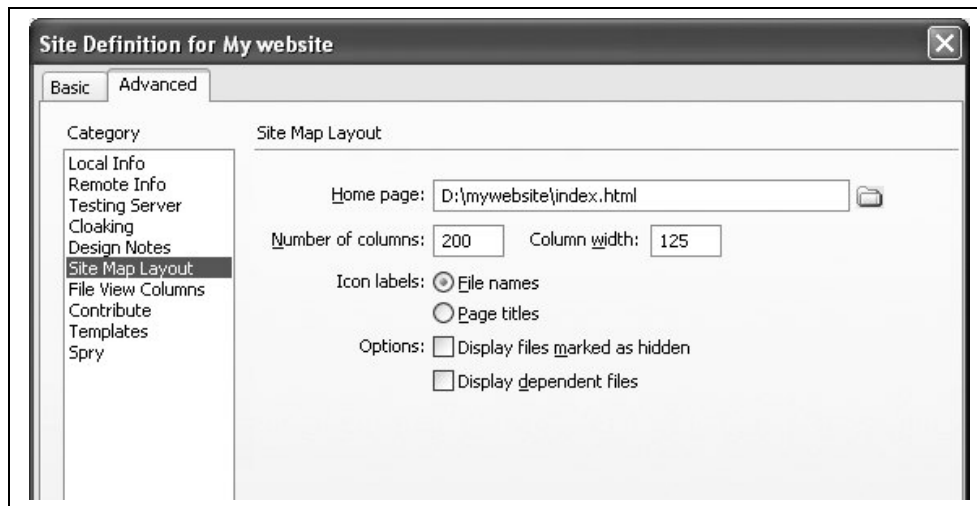 Site Definition for My website
Basic Advanced
Category
Local Info
Remote Info
Testing Server
Cloaking
Design Notes
Site Map Layout
File View Columns
Contribute
Templates
Spry
Site Map Layout
Home page: D:\mywebsite\index.html
Number of columns: 200 Column width: 125
Icon labels: File names
Page titles
Options: Display files marked as hidden
Display dependent files